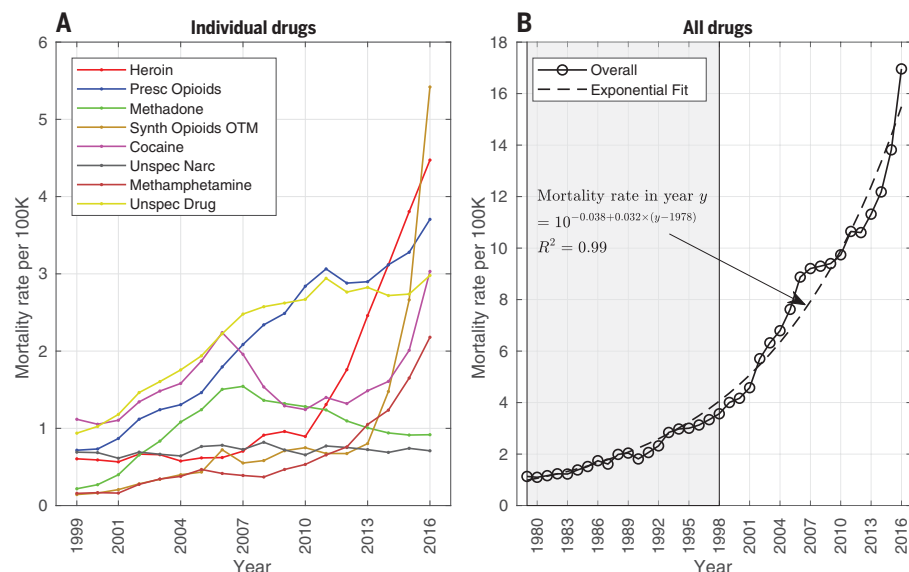 A
Individual drugs
6
5
4
3
2
1
0
Mortality rate per 100K
Heroin
Presc Opioids
Methadone
Synth Opioids OTM
Cocaine
Unspec Narc
Methamphetamine
Unspec Drug
1999
2001
2004
2007
2010
2013
2016
Year
B
All drugs
18
16
14
12
10
8
6
4
2
0
Mortality rate per 100K
Overall
Exponential Fit
Mortality rate in year y
= 10^{−0.038+0.032×(y−1978)}
R² = 0.99
1980
1983
1986
1989
1992
1995
1998
2001
2004
2007
2010
2013
2016
Year